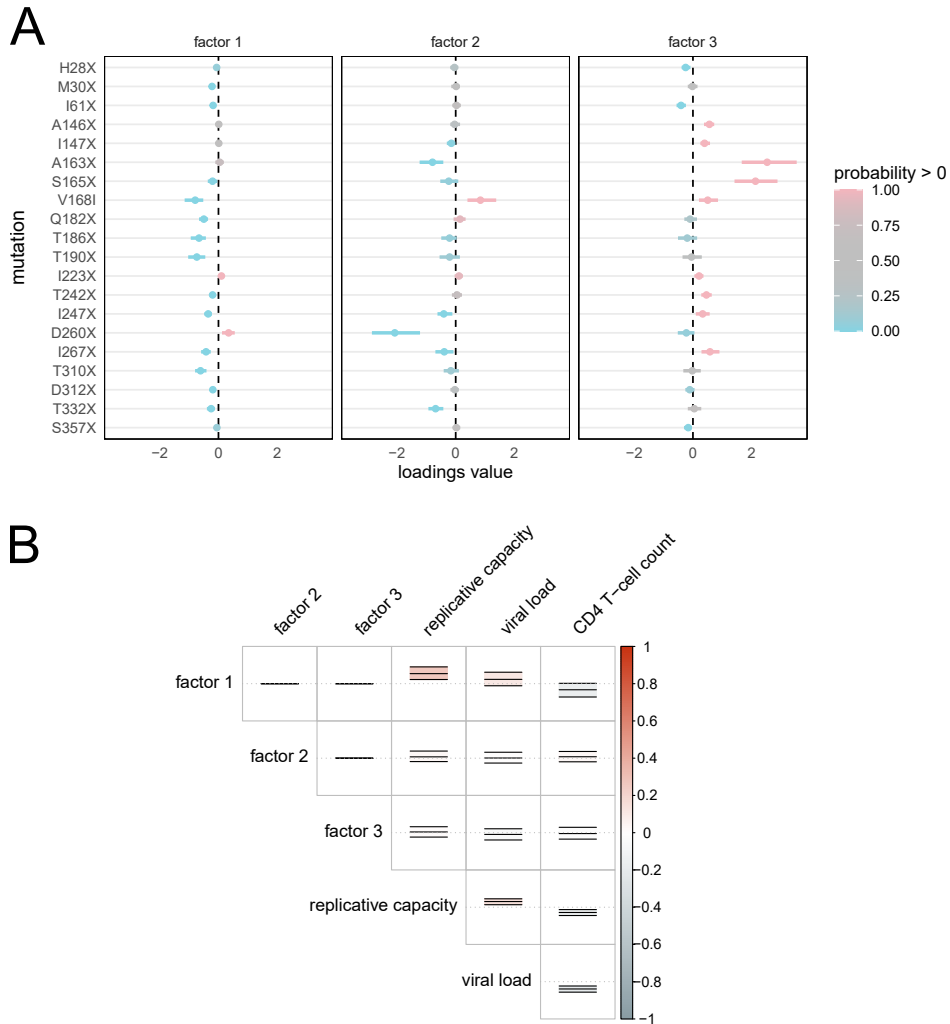 A
factor 1
factor 2
factor 3
mutation
H28X
M30X
I61X
A146X
I147X
A163X
S165X
V168I
Q182X
T186X
T190X
I223X
T242X
I247X
D260X
I267X
T310X
D312X
T332X
S357X
−2 0 2
−2 0 2
−2 0 2
loadings value
probability > 0
1.00
0.75
0.50
0.25
0.00
B
factor 2
factor 3
replicative capacity
viral load
CD4 T−cell count
factor 1
factor 2
factor 3
replicative capacity
viral load
1
0.8
0.6
0.4
0.2
0
−0.2
−0.4
−0.6
−0.8
−1